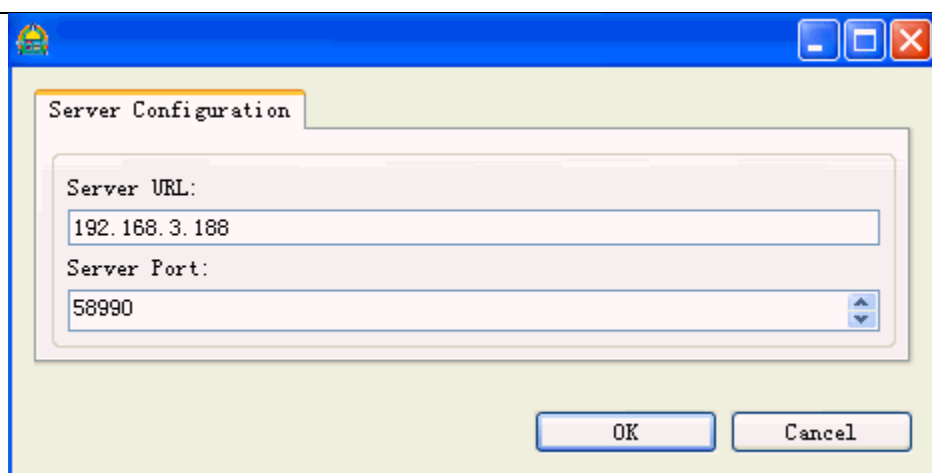 Server Configuration
Server URL:
192.168.3.188
Server Port:
58990
OK
Cancel